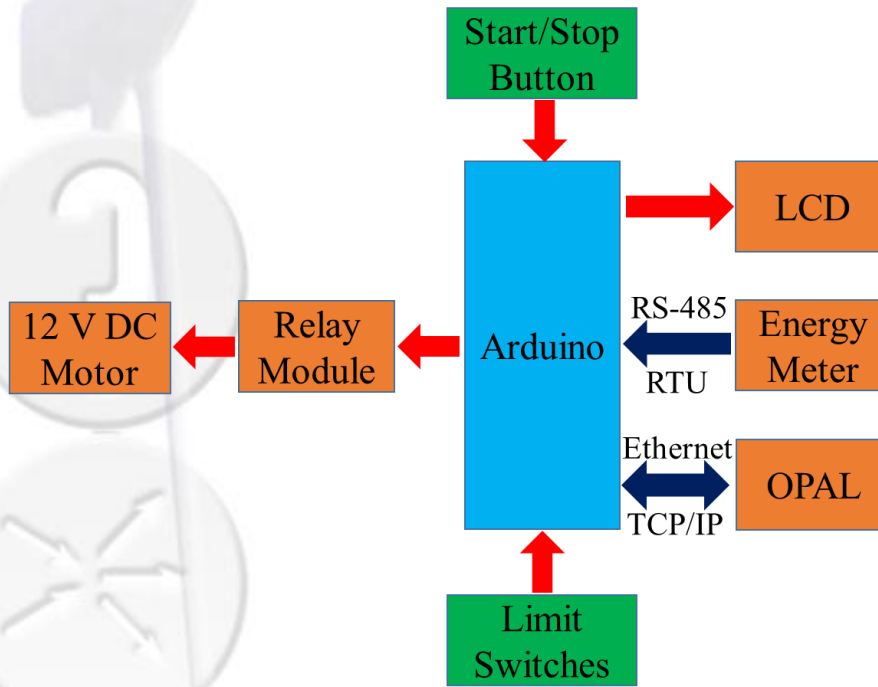 Start/Stop
Button
LCD
12 V DC
Motor
Relay
Module
Arduino
RS-485
RTU
Energy
Meter
Ethernet
TCP/IP
OPAL
Limit
Switches